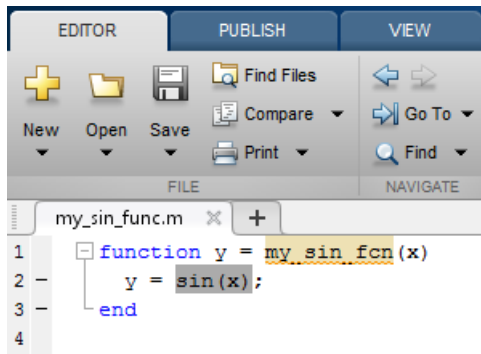 EDITOR PUBLISH VIEW
New Open Save Find Files Compare Print Go To Find
FILE NAVIGATE
my_sin_func.m
1 function y = my_sin_fcn(x)
2 – y = sin(x);
3 – end
4